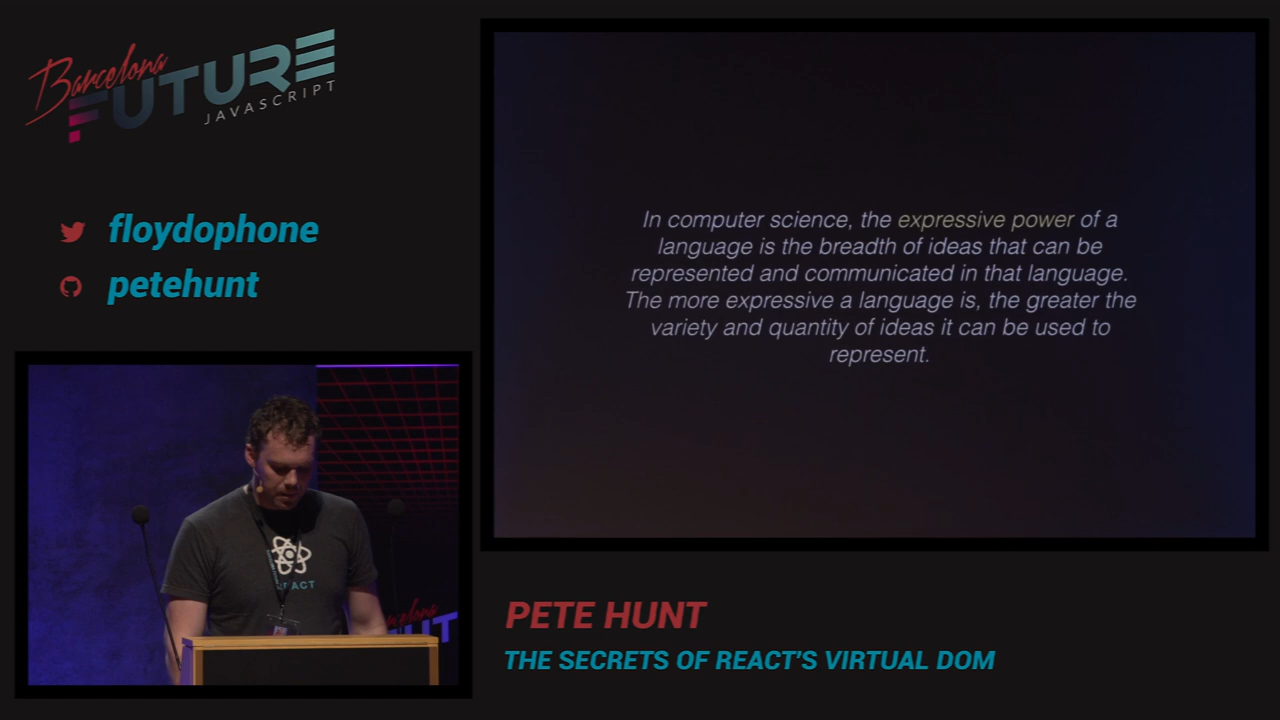 Barcelona
FUTURE
JAVASCRIPT
floydophone
petehunt
In computer science, the expressive power of a
language is the breadth of ideas that can be
represented and communicated in that language.
The more expressive a language is, the greater the
variety and quantity of ideas it can be used to
represent.
REACT
PETE HUNT
THE SECRETS OF REACT'S VIRTUAL DOM